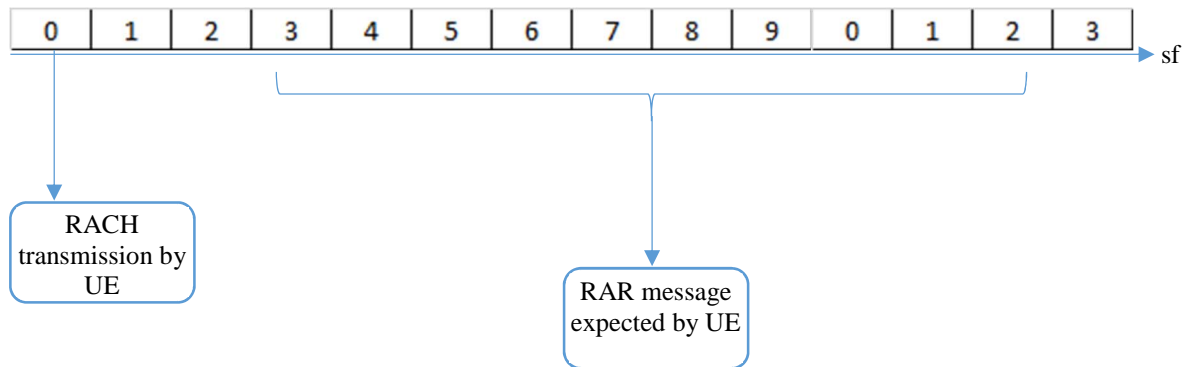 0 1 2 3 4 5 6 7 8 9 0 1 2 3
sf
RACH
transmission by
UE
RAR message
expected by UE